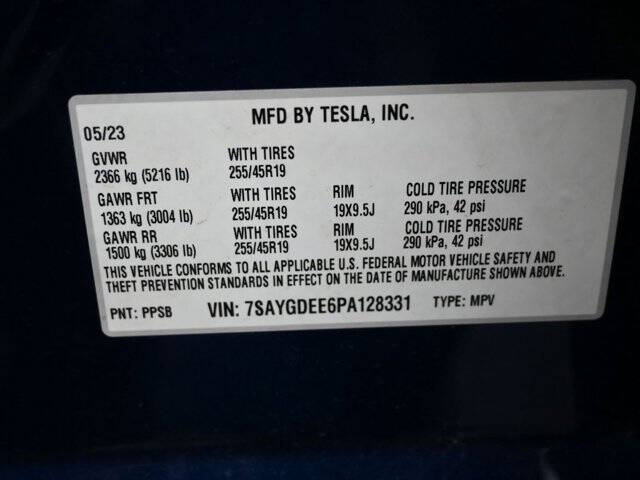 MFD BY TESLA, INC.
05/23
GVWR WITH TIRES
2366 kg (5216 lb) 255/45R19
GAWR FRT WITH TIRES RIM COLD TIRE PRESSURE
1363 kg (3004 lb) 255/45R19 19X9.5J 290 kPa, 42 psi
GAWR RR WITH TIRES RIM COLD TIRE PRESSURE
1500 kg (3306 lb) 255/45R19 19X9.5J 290 kPa, 42 psi
THIS VEHICLE CONFORMS TO ALL APPLICABLE U.S. FEDERAL MOTOR VEHICLE SAFETY AND
THEFT PREVENTION STANDARDS IN EFFECT ON THE DATE OF MANUFACTURE SHOWN ABOVE.
PNT: PPSB VIN: 7SAYGDEE6PA128331 TYPE: MPV